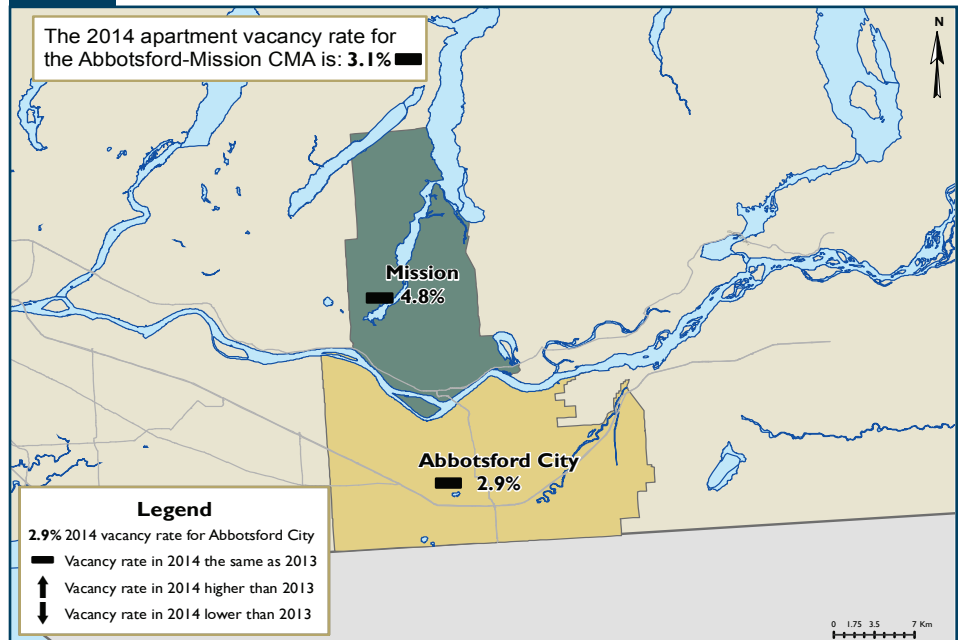 The 2014 apartment vacancy rate for
the Abbotsford-Mission CMA is: 3.1%
N
Mission
4.8%
Abbotsford City
2.9%
Legend
2.9% 2014 vacancy rate for Abbotsford City
Vacancy rate in 2014 the same as 2013
Vacancy rate in 2014 higher than 2013
Vacancy rate in 2014 lower than 2013
0 1.75 3.5 7 Km